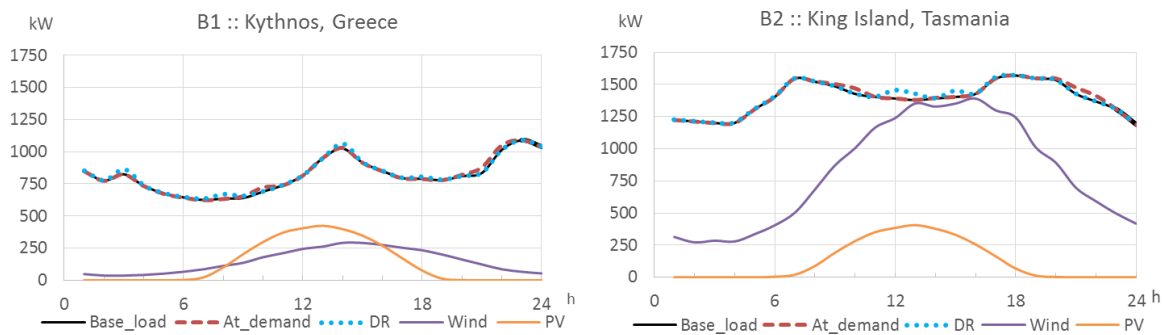 kW
B1 :: Kythnos, Greece
1750
1500
1250
1000
750
500
250
0
0
6
12
18
24
h
Base_load
At_demand
DR
Wind
PV
kW
B2 :: King Island, Tasmania
1750
1500
1250
1000
750
500
250
0
0
6
12
18
24
h
Base_load
At_demand
DR
Wind
PV